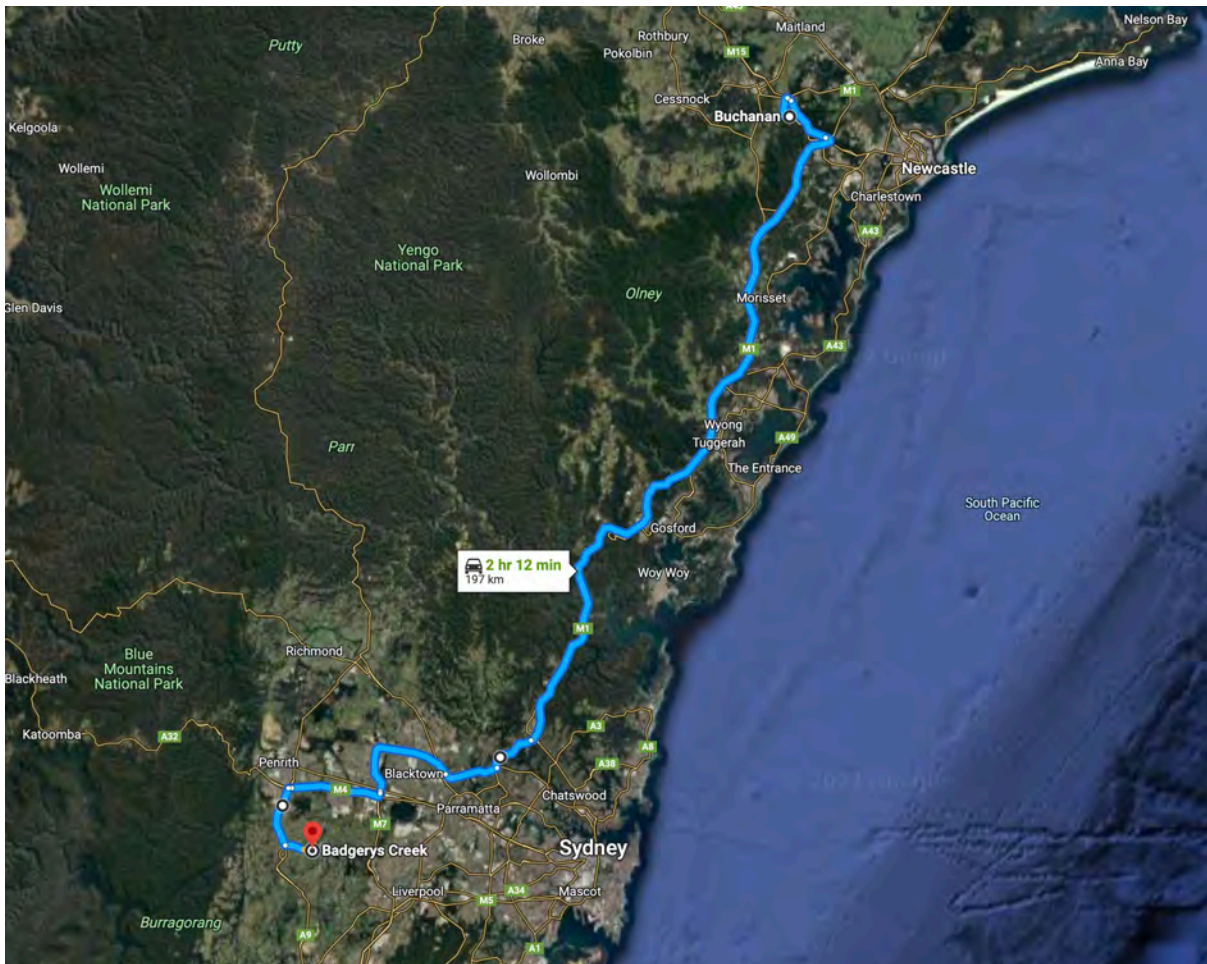 Nelson Bay
Maitland
Rothbury
Broke
Putty
M15
Pokolbin
Anna Bay
Cessnock
M1
Buchanan
Kelgoola
Wollemi
Wollombi
Newcastle
Wollemi
National Park
Charlestown
A43
Yengo
National Park
Olney
Morisset
Glen Davis
M1
A43
Wyong
Tuggerah
A49
Parr
The Entrance
South Pacific
Ocean
Gosford
2 hr 12 min
197 km
Woy Woy
M1
Richmond
Blue
Mountains
National Park
Blackheath
A3
Katoomba
A32
A8
Penrith
Blacktown
A38
M4
Chatswood
Parramatta
M7
Badgerys Creek
Sydney
Liverpool
A34
Mascot
M5
Burragorang
A9
A1